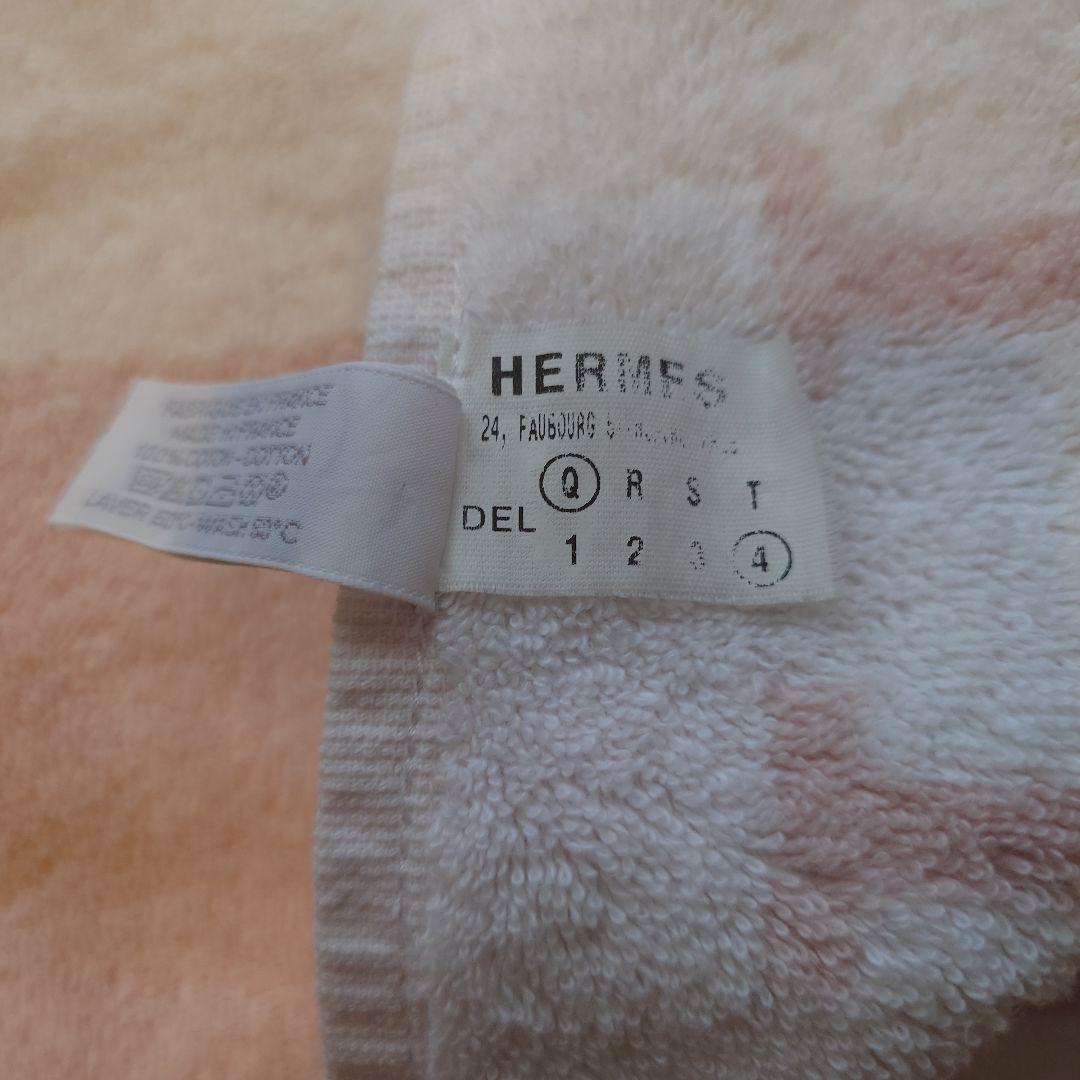 FABRIQUE EN FRANCE
MADE IN FRANCE
100% COTON - COTTON
LAVER 60°C - WASH 60°C
HERMES
24, FAUBOURG
Q R S T
DEL
1 2 3 4